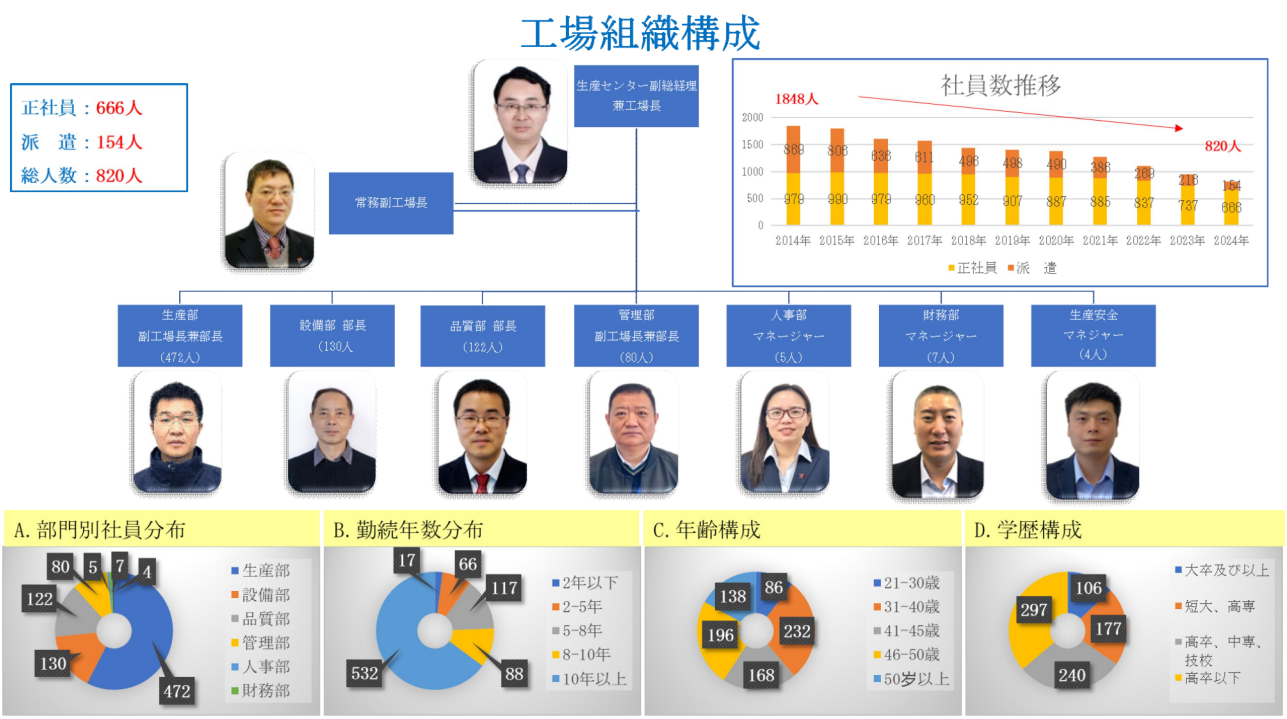 工場組織構成
正社員：666人
派　遣：154人
総人数：820人
生産センター副総経理
兼工場長
常務副工場長
社員数推移
1848人
820人
2000
1500
1000
500
0
869 806 636 611 496 498 490 386 269 216 154
979 990 979 960 952 907 887 885 837 737 666
2014年 2015年 2016年 2017年 2018年 2019年 2020年 2021年 2022年 2023年 2024年
正社員 派　遣
生産部
副工場長兼部長
(472人)
設備部 部長
(130人
品質部 部長
(122人)
管理部
副工場長兼部長
(80人)
人事部
マネージャー
(5人)
財務部
マネージャー
(7人)
生産安全
マネジャー
(4人)
A.部門別社員分布
80
5
7
4
122
130
472
生産部
設備部
品質部
管理部
人事部
財務部
B.勤続年数分布
17
66
117
88
532
2年以下
2-5年
5-8年
8-10年
10年以上
C.年齢構成
138
86
196
232
168
21-30歳
31-40歳
41-45歳
46-50歳
50岁以上
D.学歴構成
106
297
177
240
大卒及び以上
短大、高専
高卒、中専、
技校
高卒以下